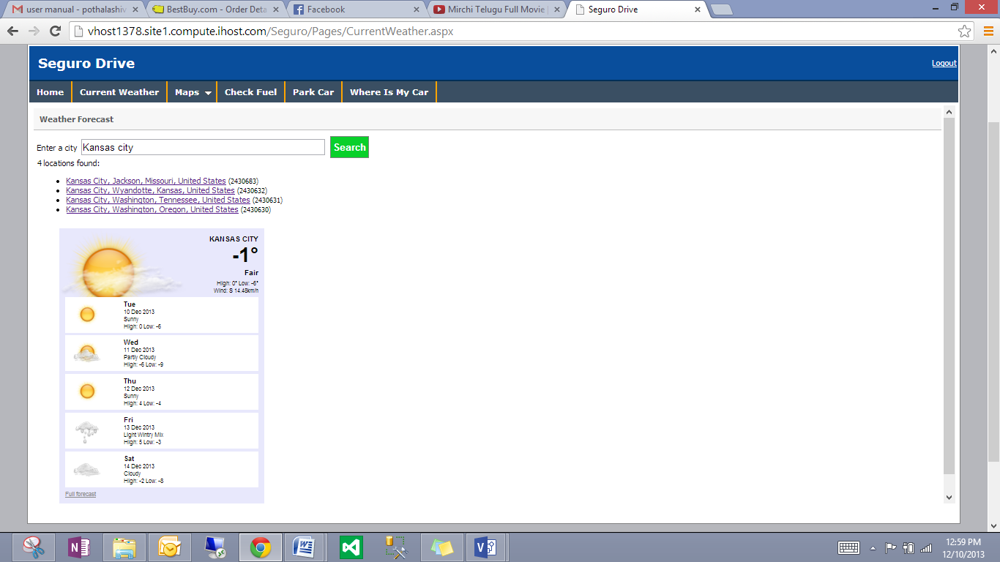 user manual - pothalashiv
BestBuy.com - Order Deta
Facebook
Mirchi Telugu Full Movie
Seguro Drive
vhost1378.site1.compute.ihost.com/Seguro/Pages/CurrentWeather.aspx
Seguro Drive
Logout
Home
Current Weather
Maps
Check Fuel
Park Car
Where Is My Car
Weather Forecast
Enter a city Kansas city Search
4 locations found:
Kansas City, Jackson, Missouri, United States (2430683)
Kansas City, Wyandotte, Kansas, United States (2430632)
Kansas City, Washington, Tennessee, United States (2430631)
Kansas City, Washington, Oregon, United States (2430630)
KANSAS CITY
-1°
Fair
High: 0° Low: -6°
Wind: S 14.48km/h
Tue
10 Dec 2013
Sunny
High: 0 Low: -6
Wed
11 Dec 2013
Partly Cloudy
High: -6 Low: -9
Thu
12 Dec 2013
Sunny
High: 4 Low: -4
Fri
13 Dec 2013
Light Wintry Mix
High: 5 Low: -3
Sat
14 Dec 2013
Cloudy
High: -2 Low: -8
Full forecast
12:59 PM
12/10/2013